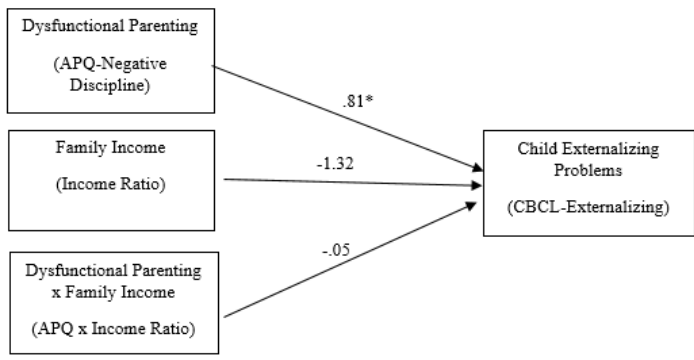 Dysfunctional Parenting
(APQ-Negative
Discipline)
.81*
Family Income
(Income Ratio)
-1.32
Child Externalizing
Problems
(CBCL-Externalizing)
-.05
Dysfunctional Parenting
x Family Income
(APQ x Income Ratio)